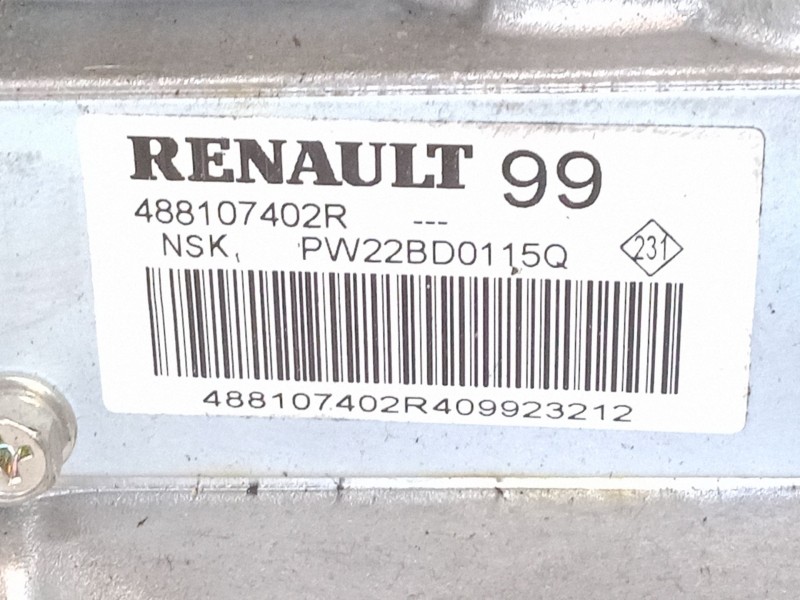 RENAULT 99
488107402R ---
NSK, PW22BD0115Q 231
488107402R409923212